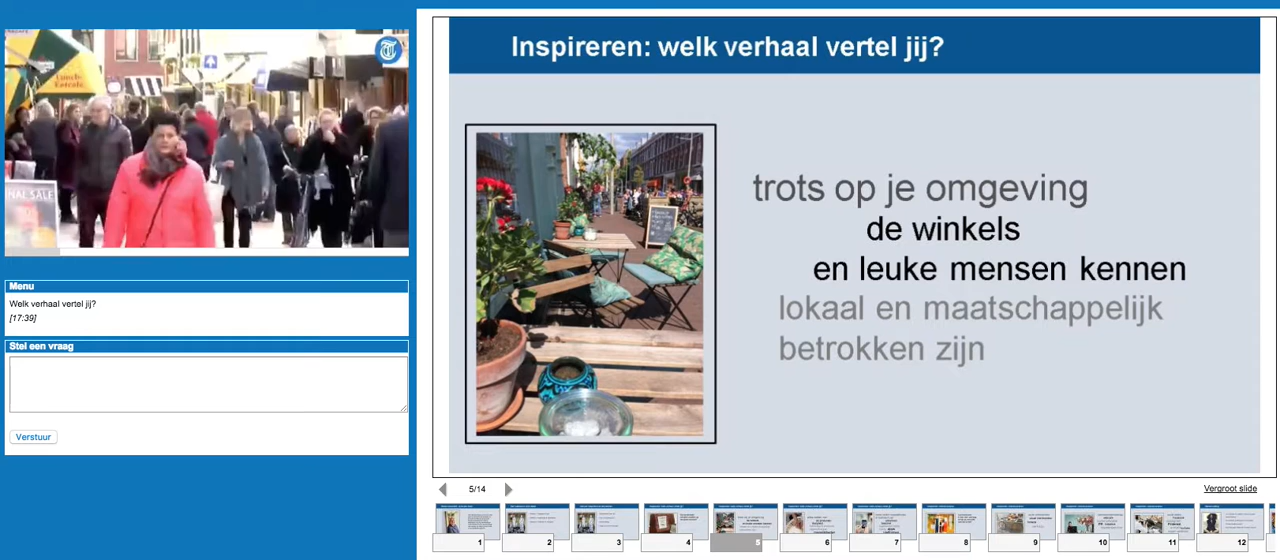 Inspireren: welk verhaal vertel jij?
trots op je omgeving
de winkels
en leuke mensen kennen
lokaal en maatschappelijk
betrokken zijn
Menu
Welk verhaal vertel jij?
[17:39]
Stel een vraag
Verstuur
5/14
Vergroot slide
1
2
3
4
5
6
7
8
9
10
11
12